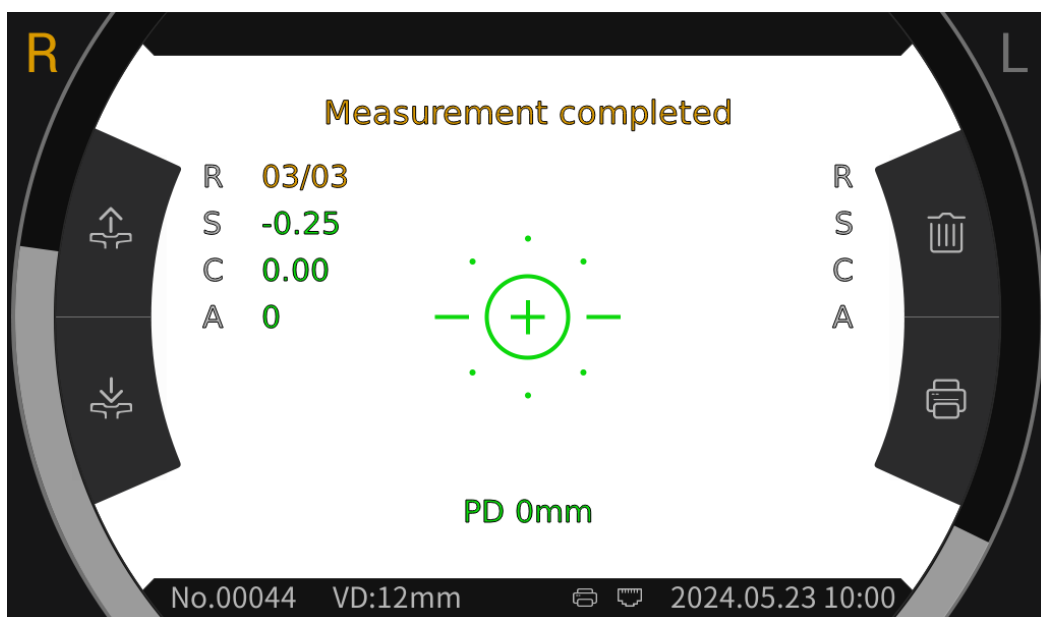 R L
Measurement completed
R 03/03 R
S -0.25 S
C 0.00 C
A 0 A
PD 0mm
No.00044 VD:12mm 2024.05.23 10:00